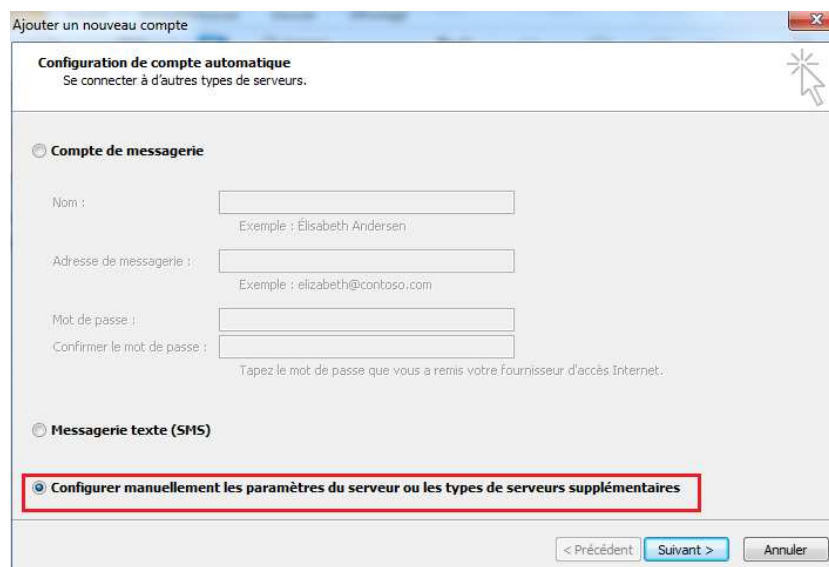 Ajouter un nouveau compte
Configuration de compte automatique
Se connecter à d'autres types de serveurs.
Compte de messagerie
Nom :
Exemple : Élisabeth Andersen
Adresse de messagerie :
Exemple : elizabeth@contoso.com
Mot de passe :
Confirmer le mot de passe :
Tapez le mot de passe que vous a remis votre fournisseur d'accès Internet.
Messagerie texte (SMS)
Configurer manuellement les paramètres du serveur ou les types de serveurs supplémentaires
< Précédent Suivant > Annuler